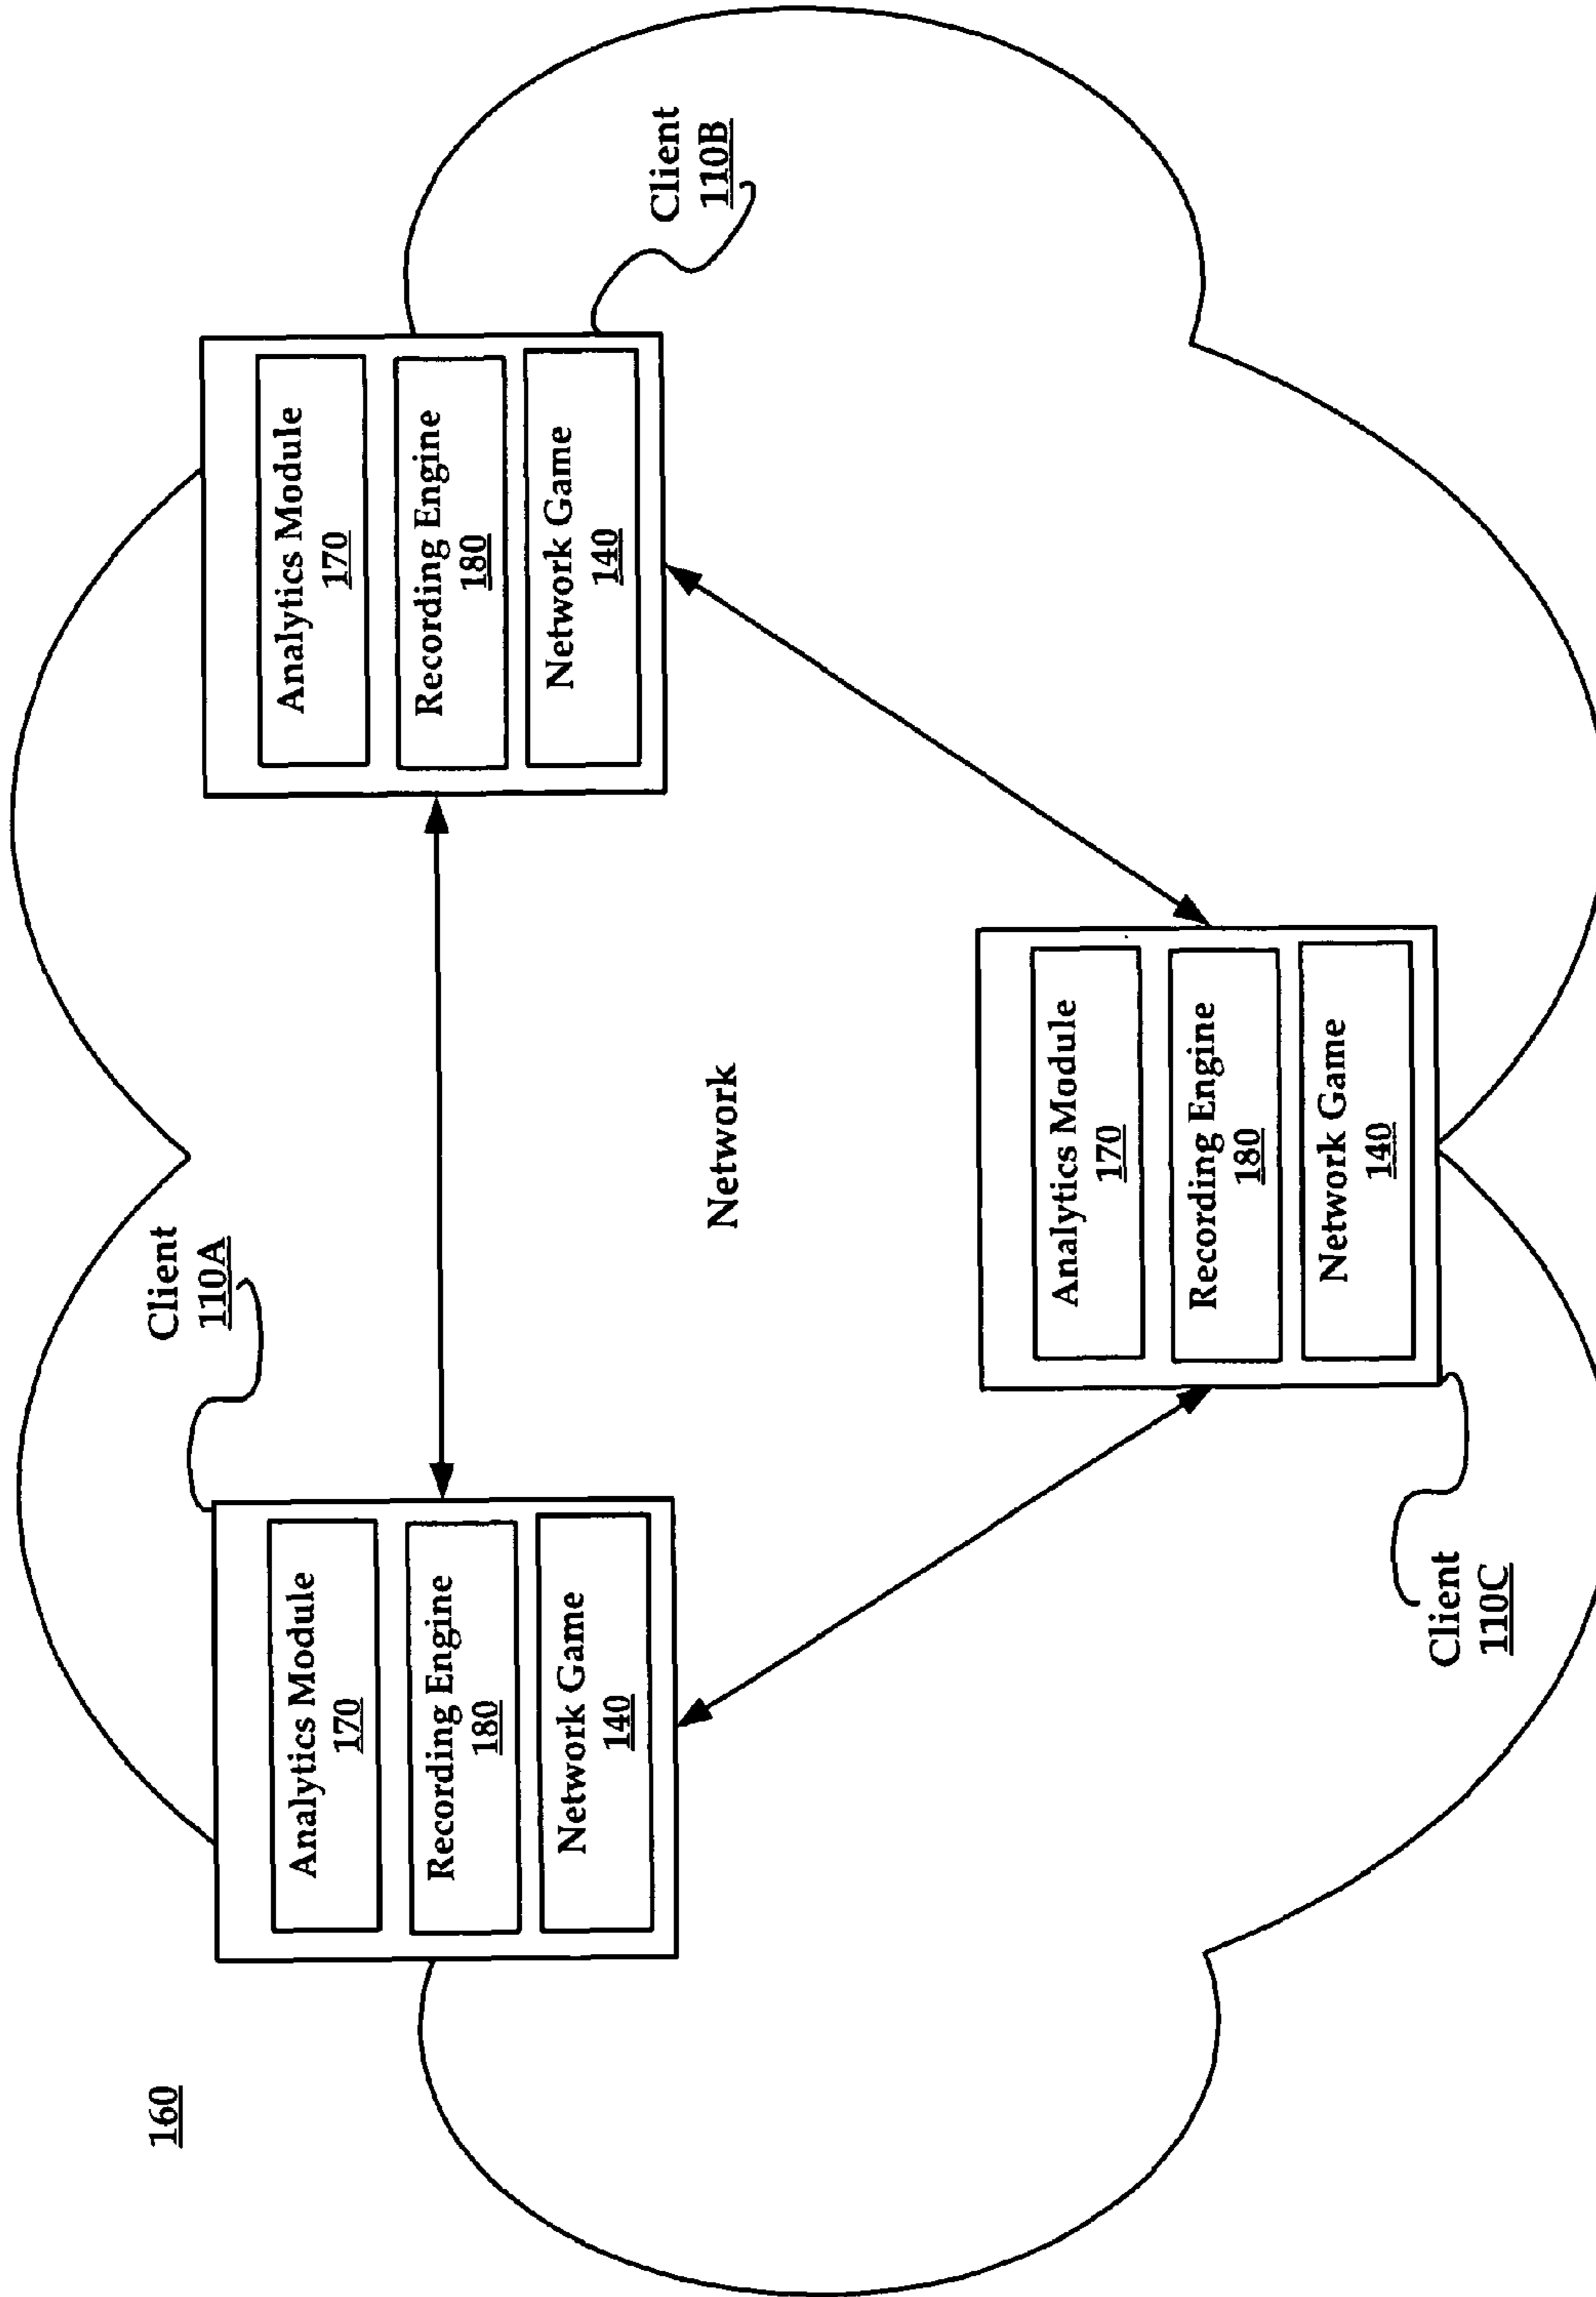 160
Client
110A
Analytics Module
170
Recording Engine
180
Network Game
140
Client
110B
Analytics Module
170
Recording Engine
180
Network Game
140
Network
Client
110C
Analytics Module
170
Recording Engine
180
Network Game
140